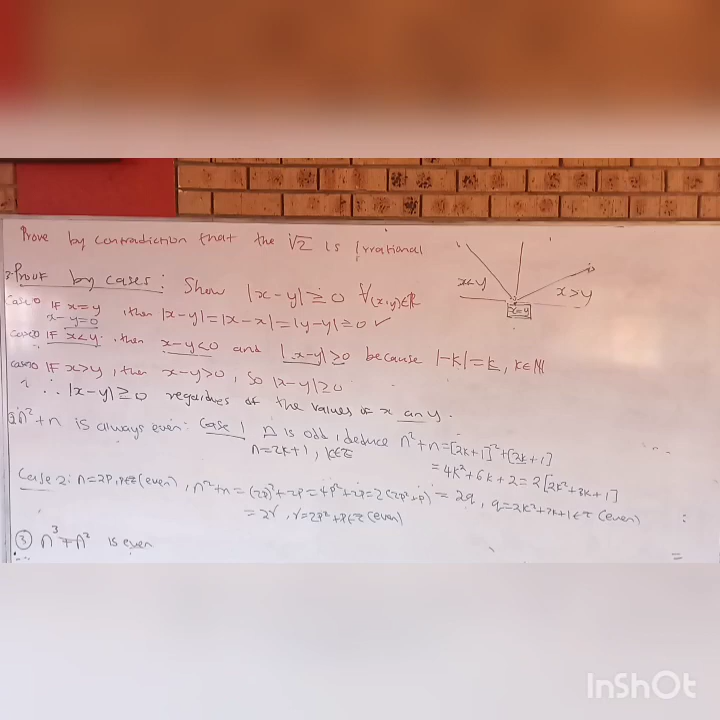 Prove by contradiction that the √2 is Irrational
Proof by cases: Show |x-y| ≥ 0 ∀(x,y)∈ℝ
x<y
x>y
x=y
Case① IF x=y, then |x-y|=|x-x|=|y-y|≥0 ✓
x-y=0
case② IF x<y, then x-y<0 and |x-y|≥0 because |-k|=k, k∈ℕ
case③ IF x>y, then x-y>0, so |x-y|≥0
∴ |x-y|≥0 regardless of the values of x any.
② n²+n is always even: Case 1 n is odd, deduce n²+n=[2k+1]²+(2k+1]
n=2k+1, k∈Z
= 4k²+6k+2=2[2k²+3k+1]
= 2q, q=2k²+3k+1∈Z (even)
Case 2: n=2p, p∈Z (even), n²+n=(2p)²+2p=4p²+2p=2(2p²+p)
= 2r, r=2p²+p∈Z (even)
③ n³+n² is even
InShOt